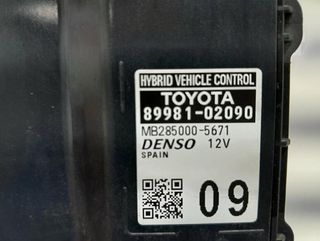 HYBRID VEHICLE CONTROL
TOYOTA
89981-02090
MB285000-5671
DENSO 12V
SPAIN
09